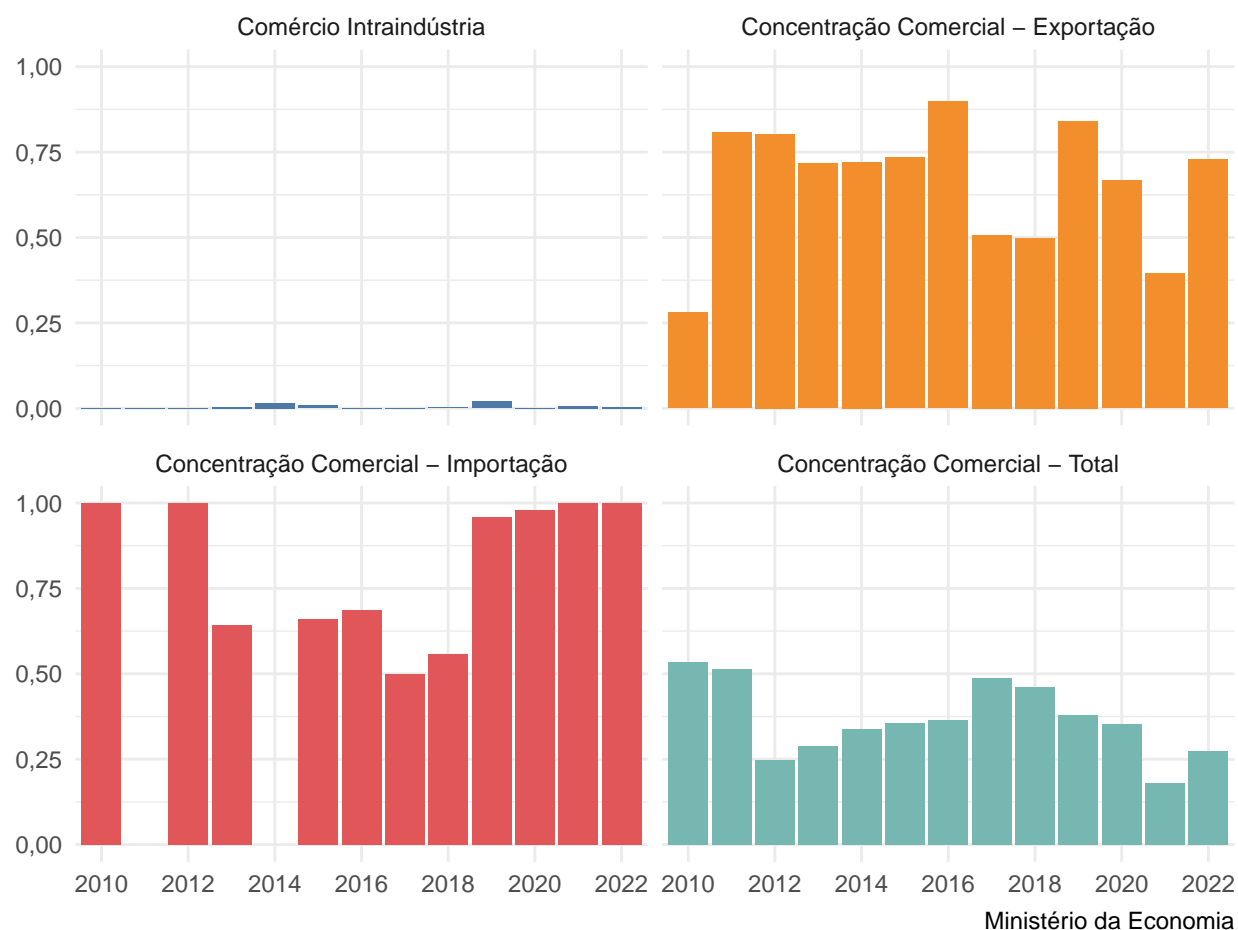 Comércio Intraindústria
Concentração Comercial – Exportação
1,00
0,75
0,50
0,25
0,00
Concentração Comercial – Importação
Concentração Comercial – Total
1,00
0,75
0,50
0,25
0,00
2010 2012 2014 2016 2018 2020 2022
2010 2012 2014 2016 2018 2020 2022
Ministério da Economia